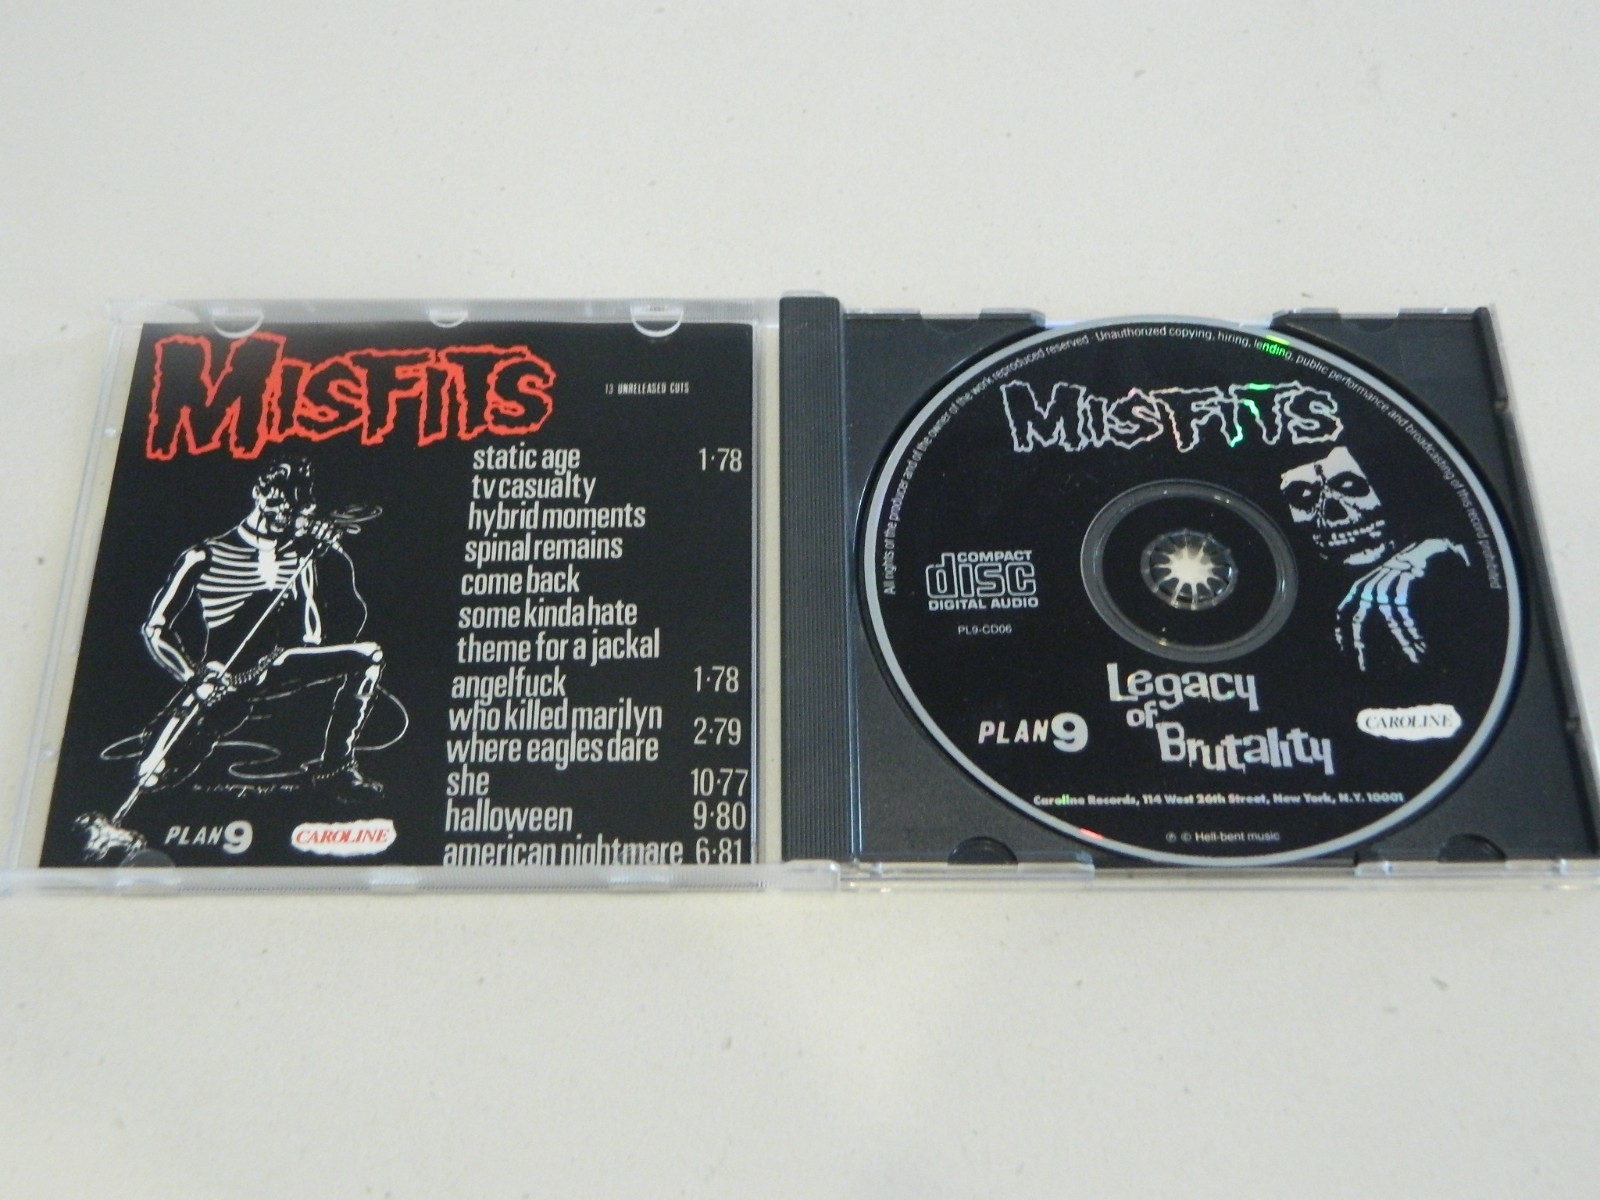 MISFITS
13 UNRELEASED CUTS
static age 1·78
tv casualty
hybrid moments
spinal remains
come back
some kinda hate
theme for a jackal
angelfuck 1·78
who killed marilyn
2·79
where eagles dare
she 10·77
halloween 9·80
american nightmare 6·81
PLAN 9
CAROLINE
All rights of the producer and of the owner of the work reproduced reserved · Unauthorized copying, hiring, lending, public performance and broadcasting of this record prohibited
MISFITS
COMPACT
disc
DIGITAL AUDIO
PL9-CD06
Legacy
of
Brutality
PLAN 9
CAROLINE
Caroline Records, 114 West 26th Street, New York, N.Y. 10001
℗ © Hell-bent music